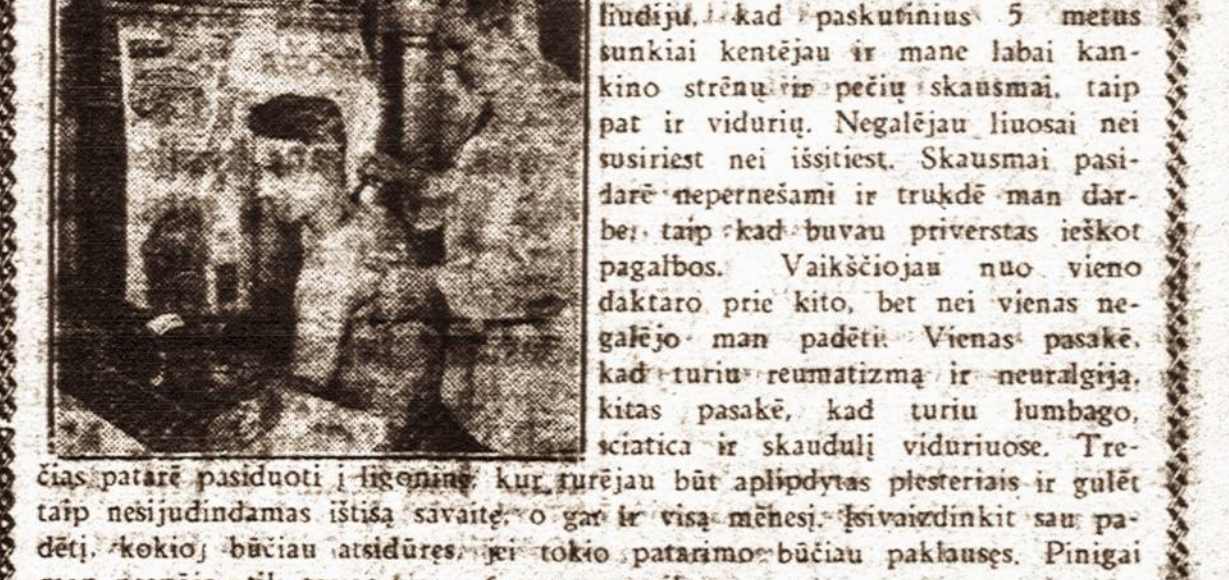 liudiju, kad paskutinius 5 metus
sunkiai kentėjau ir mane labai kan-
kino strėnų ir pečių skausmai, taip
pat ir vidurių. Negalėjau liuosai nei
susiriest nei išsitiest. Skausmai pasi-
darė nepernešami ir trukdė man dar-
be, taip kad buvau priverstas ieškot
pagalbos. Vaikščiojau nuo vieno
daktaro prie kito, bet nei vienas ne-
galėjo man padėti. Vienas pasakė,
kad turiu reumatizmą ir neuralgiją,
kitas pasakė, kad turiu lumbago,
sciatica ir skaudulį viduriuose. Tre-
čias patarė pasiduoti į ligoninę, kur turėjau būt aplipdytas plesteriais ir gulėt
taip nesijudindamas ištisą savaitę, o gal ir visą mėnesį. Įsivaizdinkit sau pa-
dėtį, kokioj būčiau atsidūręs, jei tokio patarimo būčiau paklausęs. Pinigai